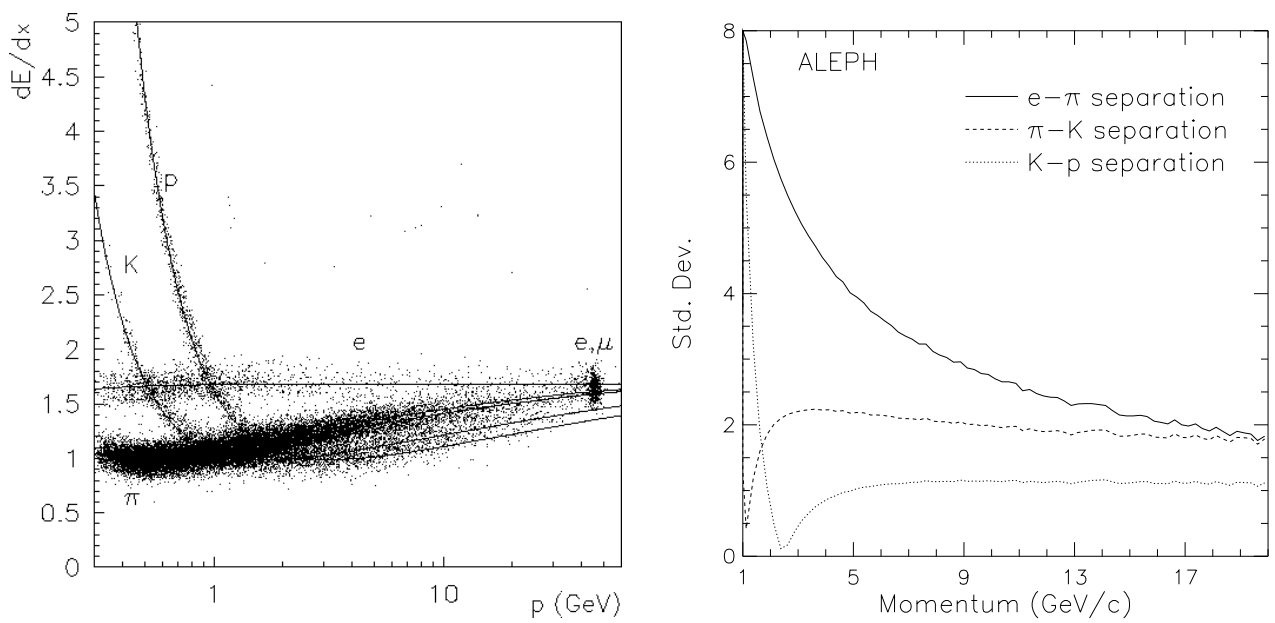 dE/dx
5
4.5
4
3.5
3
2.5
2
1.5
1
0.5
0
p
K
e
e,μ
π
1
10
p (GeV)
ALEPH
e−π separation
π−K separation
K−p separation
Std. Dev.
8
6
4
2
0
1
5
9
13
17
Momentum (GeV/c)